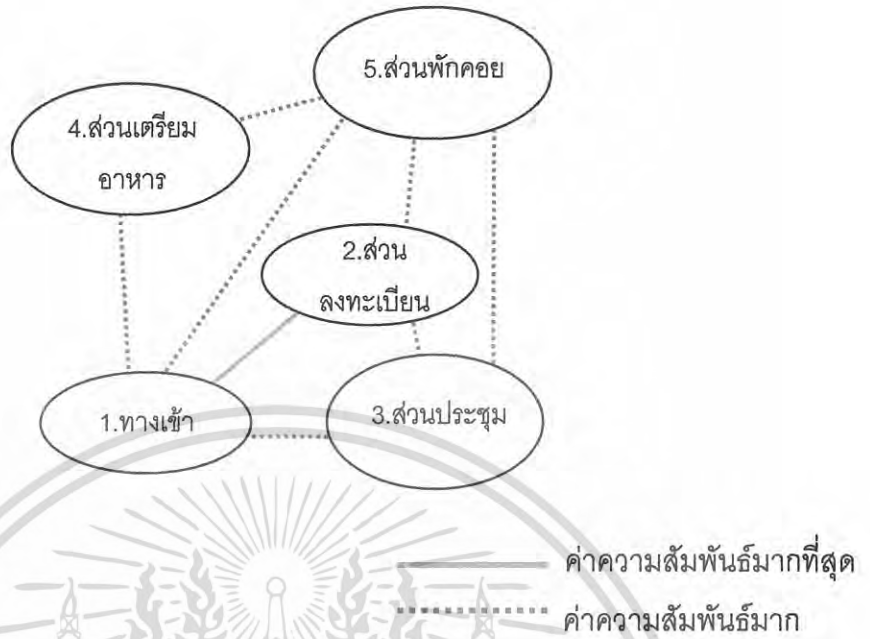 5.ส่วนพักคอย
4.ส่วนเตรียม
อาหาร
2.ส่วน
ลงทะเบียน
1.ทางเข้า
3.ส่วนประชุม
ค่าความสัมพันธ์มากที่สุด
ค่าความสัมพันธ์มาก